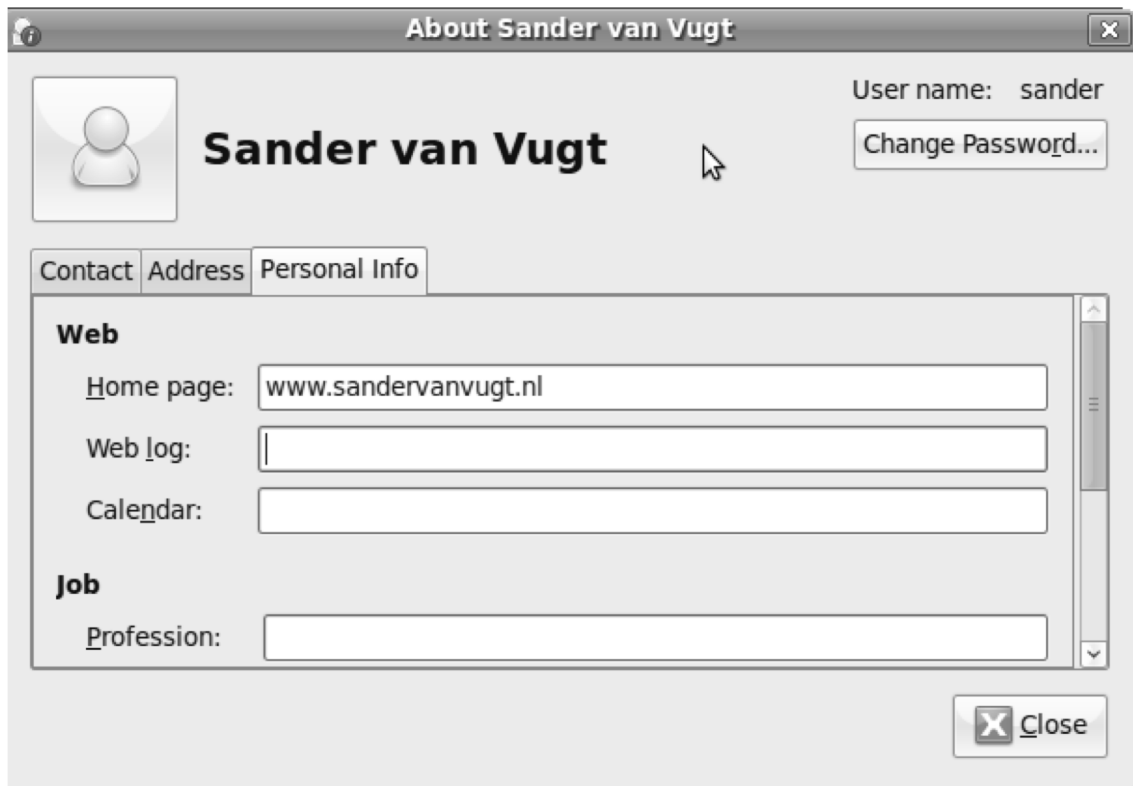 About Sander van Vugt
User name: sander
Sander van Vugt
Change Password...
Contact Address Personal Info
Web
Home page: www.sandervanvugt.nl
Web log:
Calendar:
Job
Profession:
Close